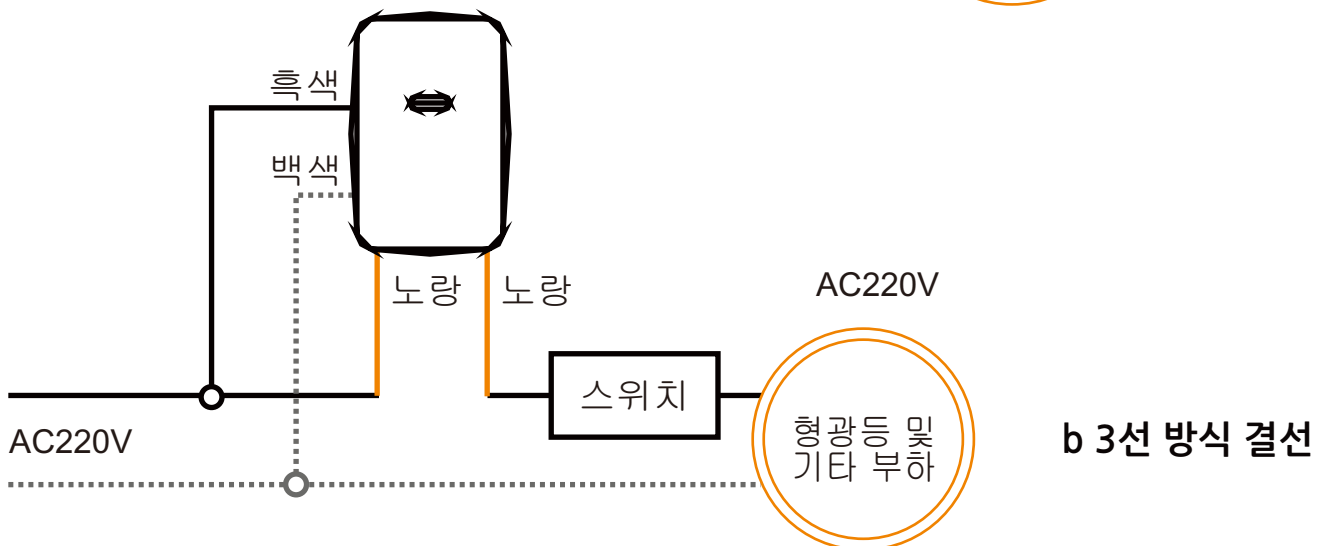 흑색
백색
노랑 노랑
AC220V
스위치
AC220V
형광등 및
기타 부하
b 3선 방식 결선